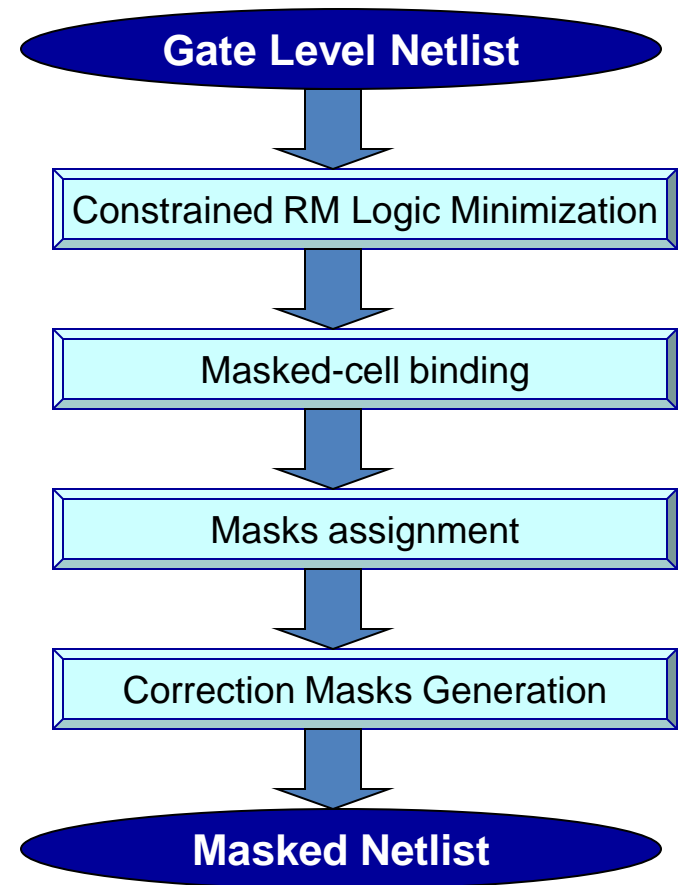 Gate Level Netlist
Constrained RM Logic Minimization
Masked-cell binding
Masks assignment
Correction Masks Generation
Masked Netlist